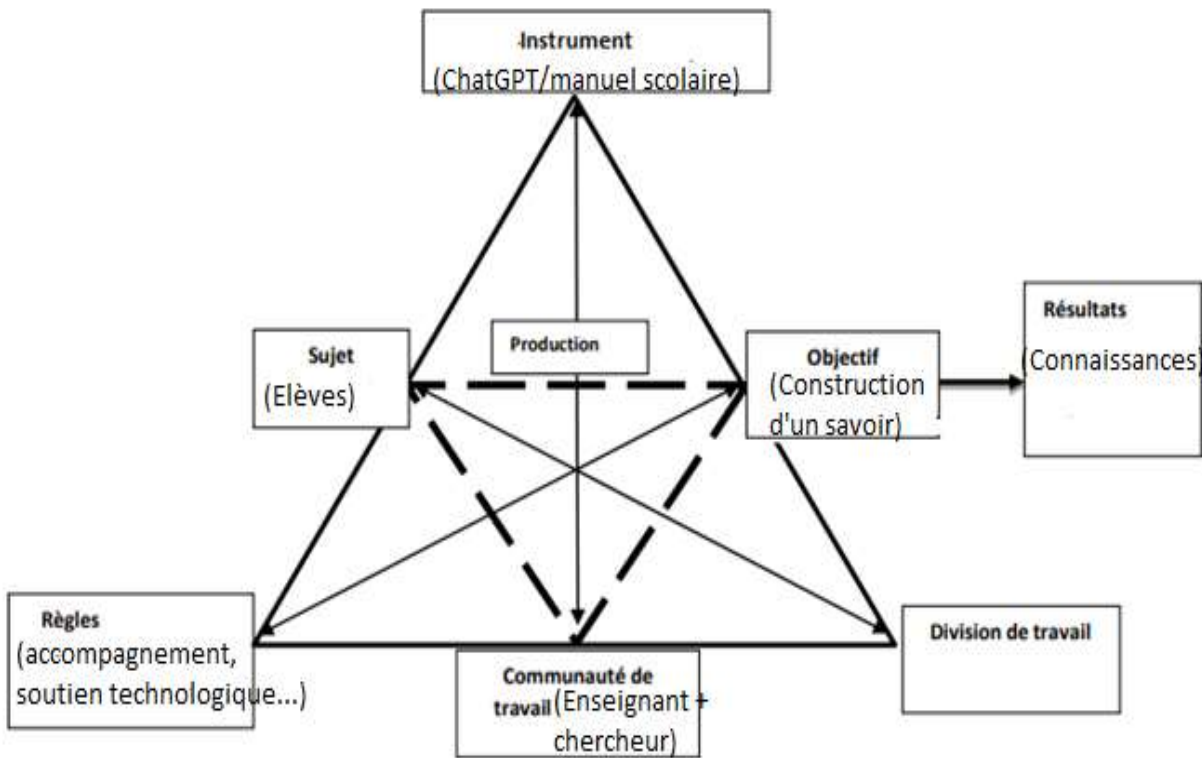 Instrument
(ChatGPT/manuel scolaire)
Sujet
(Elèves)
Production
Objectif
(Construction
d'un savoir)
Résultats
(Connaissances)
Règles
(accompagnement,
soutien technologique...)
Communauté de
travail(Enseignant +
chercheur)
Division de travail